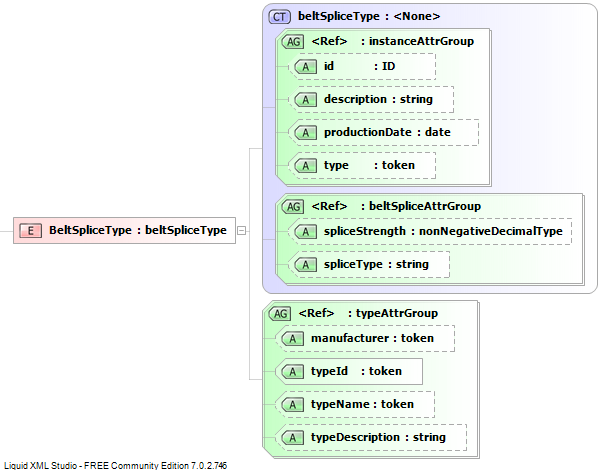 CT beltSpliceType : <None>
AG <Ref> : instanceAttrGroup
A id : ID
A description : string
A productionDate : date
A type : token
AG <Ref> : beltSpliceAttrGroup
A spliceStrength : nonNegativeDecimalType
A spliceType : string
E BeltSpliceType : beltSpliceType
AG <Ref> : typeAttrGroup
A manufacturer : token
A typeId : token
A typeName : token
A typeDescription : string
Liquid XML Studio - FREE Community Edition 7.0.2.746